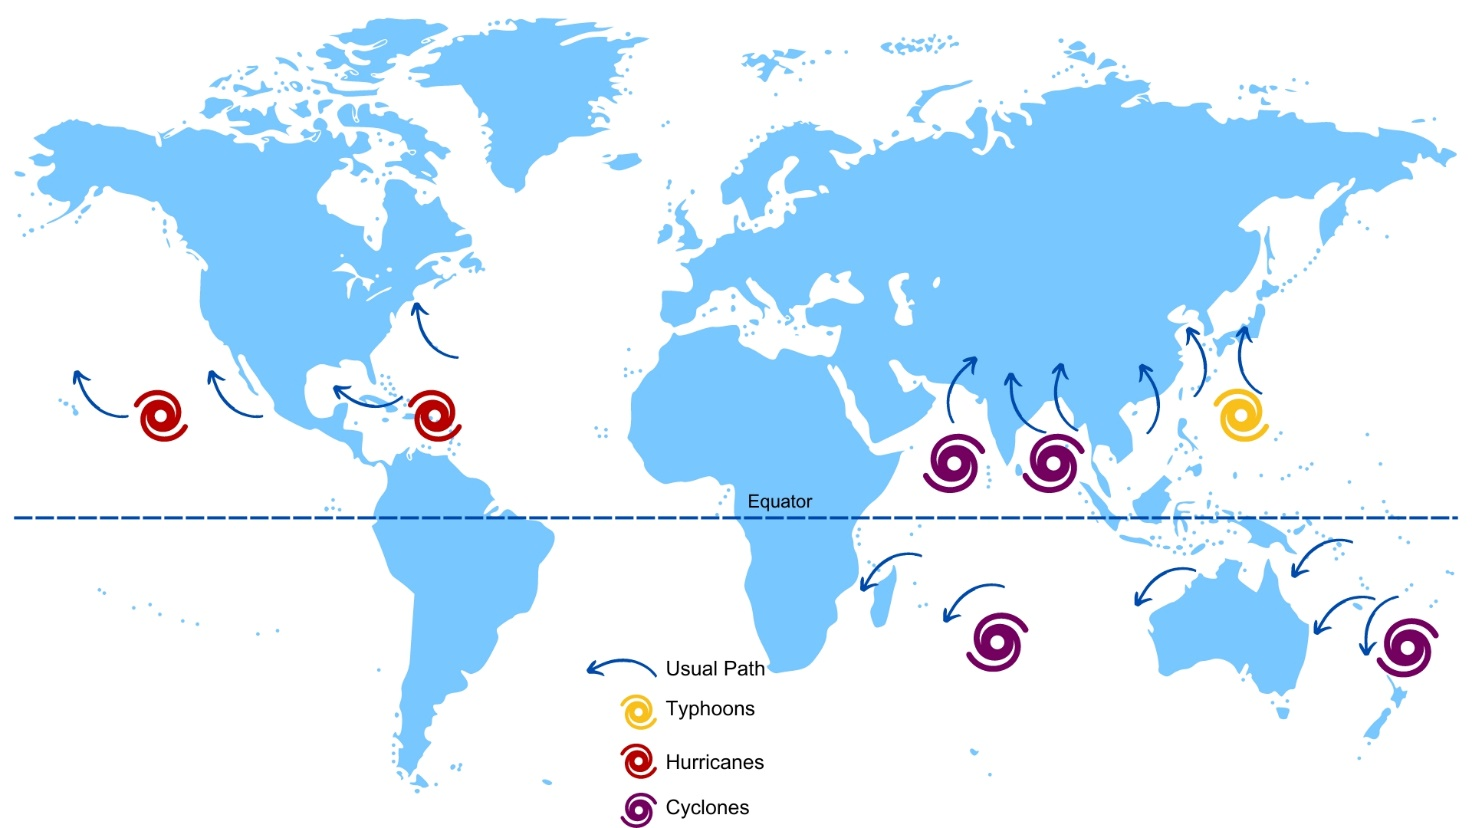 Equator
Usual Path
Typhoons
Hurricanes
Cyclones